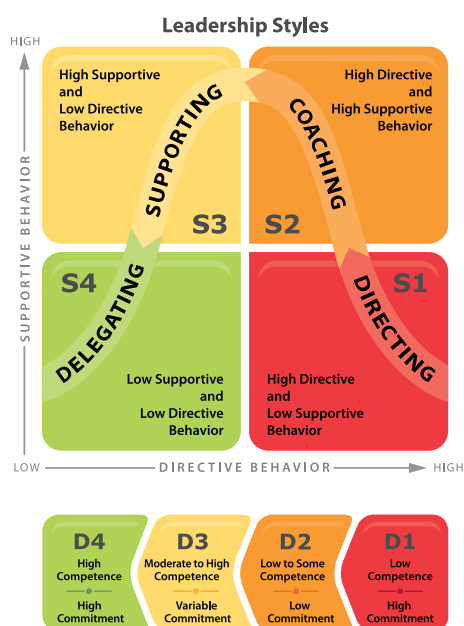 Leadership Styles
HIGH
SUPPORTIVE BEHAVIOR
High Supportive
and
Low Directive
Behavior
SUPPORTING
S3
High Directive
and
High Supportive
Behavior
COACHING
S2
S4
DELEGATING
Low Supportive
and
Low Directive
Behavior
S1
DIRECTING
High Directive
and
Low Supportive
Behavior
LOW
DIRECTIVE BEHAVIOR
HIGH
D4
High
Competence
High
Commitment
D3
Moderate to High
Competence
Variable
Commitment
D2
Low to Some
Competence
Low
Commitment
D1
Low
Competence
High
Commitment